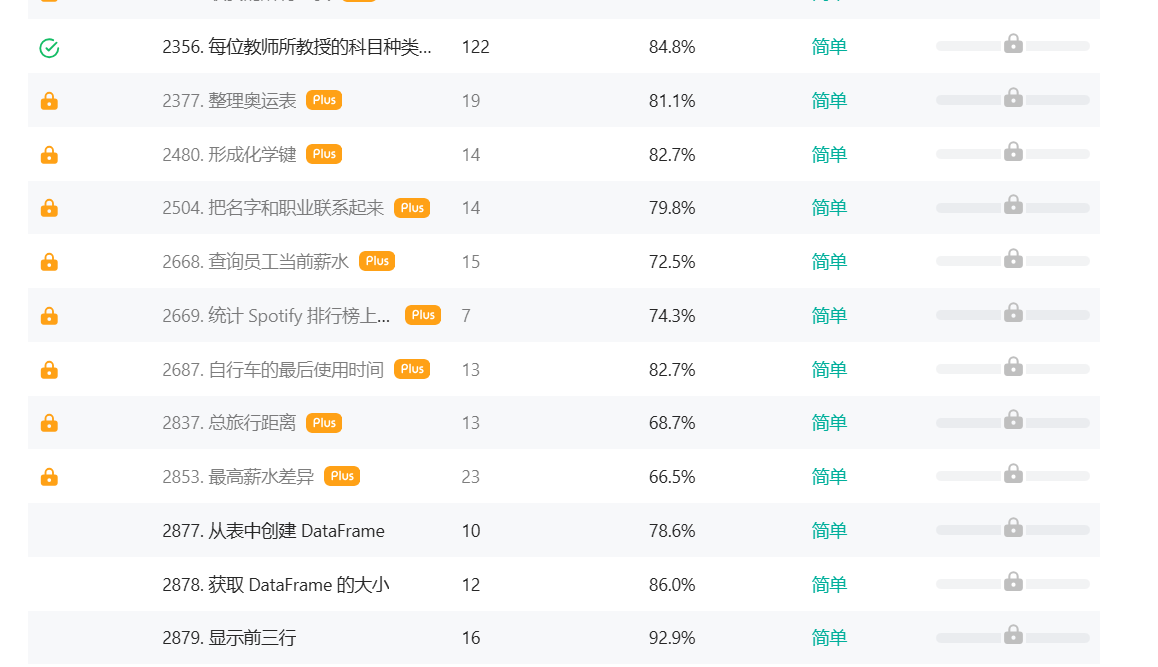 2356. 每位教师所教授的科目种类... 122 84.8% 简单
2377. 整理奥运表 Plus 19 81.1% 简单
2480. 形成化学键 Plus 14 82.7% 简单
2504. 把名字和职业联系起来 Plus 14 79.8% 简单
2668. 查询员工当前薪水 Plus 15 72.5% 简单
2669. 统计 Spotify 排行榜上... Plus 7 74.3% 简单
2687. 自行车的最后使用时间 Plus 13 82.7% 简单
2837. 总旅行距离 Plus 13 68.7% 简单
2853. 最高薪水差异 Plus 23 66.5% 简单
2877. 从表中创建 DataFrame 10 78.6% 简单
2878. 获取 DataFrame 的大小 12 86.0% 简单
2879. 显示前三行 16 92.9% 简单